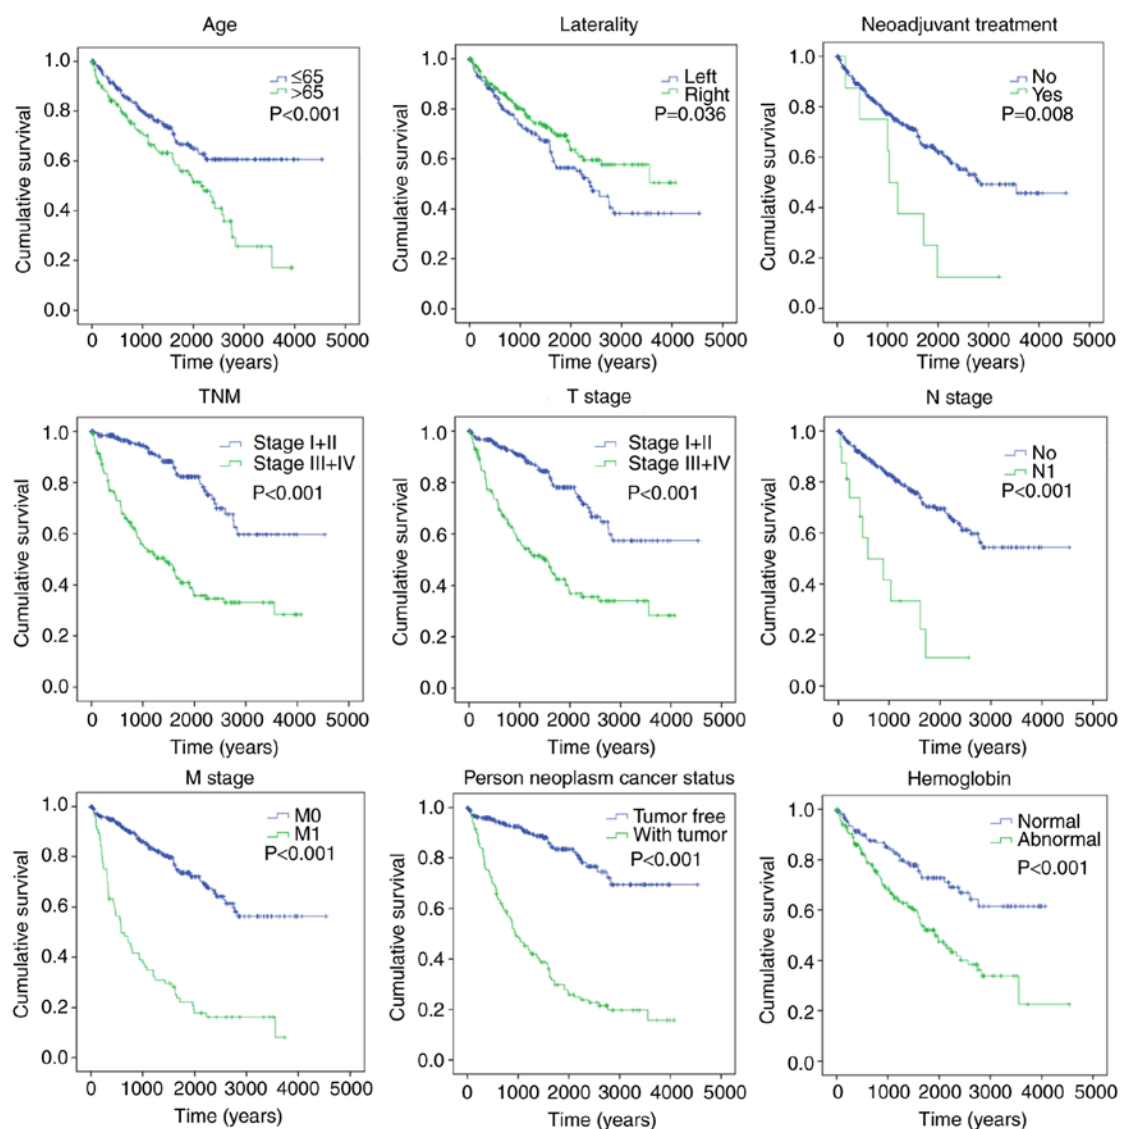 Age
Cumulative survival
1.0
0.8
0.6
0.4
0.2
0.0
≤65
>65
P<0.001
0 1000 2000 3000 4000 5000
Time (years)
Laterality
Cumulative survival
1.0
0.8
0.6
0.4
0.2
0.0
Left
Right
P=0.036
0 1000 2000 3000 4000 5000
Time (years)
Neoadjuvant treatment
Cumulative survival
1.0
0.8
0.6
0.4
0.2
0.0
No
Yes
P=0.008
0 1000 2000 3000 4000 5000
Time (years)
TNM
Cumulative survival
1.0
0.8
0.6
0.4
0.2
0.0
Stage I+II
Stage III+IV
P<0.001
0 1000 2000 3000 4000 5000
Time (years)
T stage
Cumulative survival
1.0
0.8
0.6
0.4
0.2
0.0
Stage I+II
Stage III+IV
P<0.001
0 1000 2000 3000 4000 5000
Time (years)
N stage
Cumulative survival
1.0
0.8
0.6
0.4
0.2
0.0
No
N1
P<0.001
0 1000 2000 3000 4000 5000
Time (years)
M stage
Cumulative survival
1.0
0.8
0.6
0.4
0.2
0.0
M0
M1
P<0.001
0 1000 2000 3000 4000 5000
Time (years)
Person neoplasm cancer status
Cumulative survival
1.0
0.8
0.6
0.4
0.2
0.0
Tumor free
With tumor
P<0.001
0 1000 2000 3000 4000 5000
Time (years)
Hemoglobin
Cumulative survival
1.0
0.8
0.6
0.4
0.2
0.0
Normal
Abnormal
P<0.001
0 1000 2000 3000 4000 5000
Time (years)